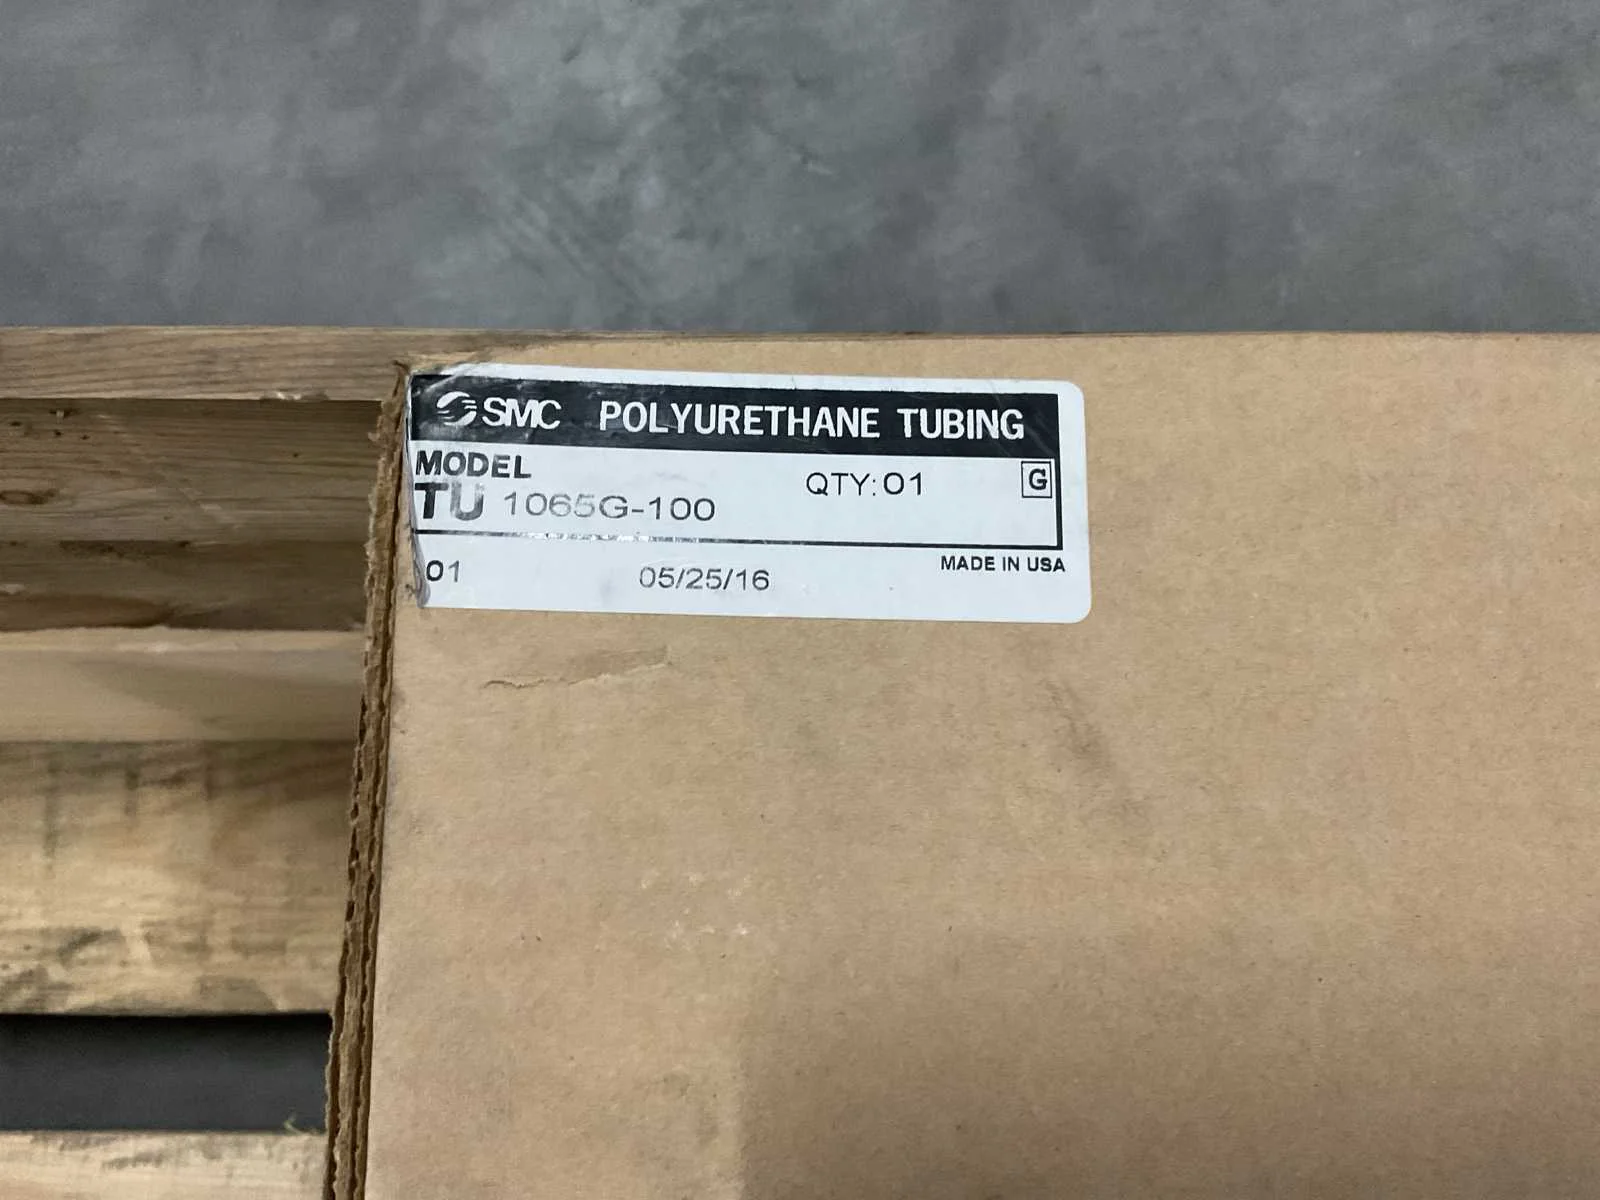 SMC POLYURETHANE TUBING
MODEL
TU 1065G-100
QTY:01
G
01
05/25/16
MADE IN USA